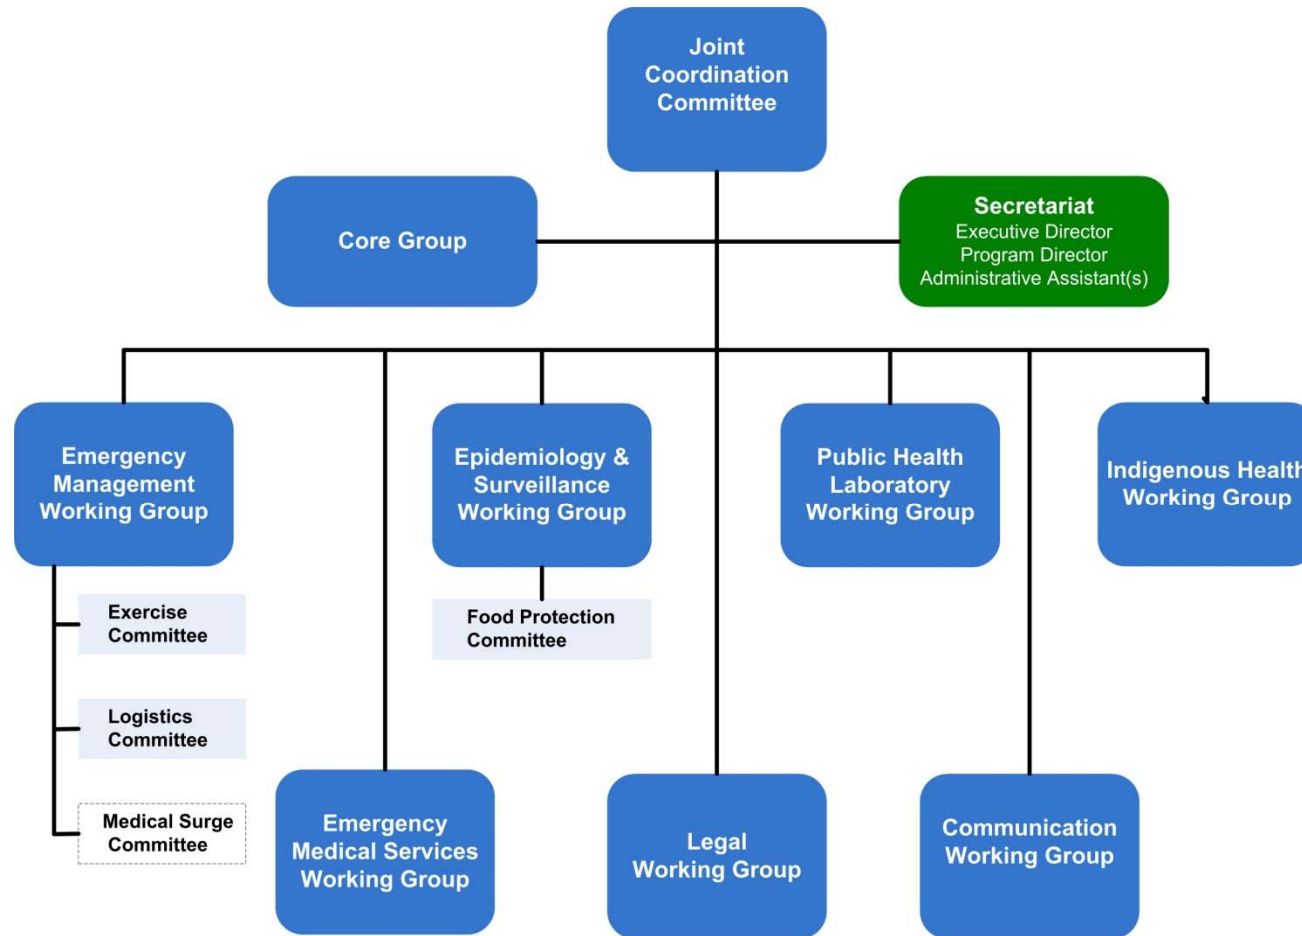 Joint
Coordination
Committee
Core Group
Secretariat
Executive Director
Program Director
Administrative Assistant(s)
Emergency
Management
Working Group
Epidemiology &
Surveillance
Working Group
Public Health
Laboratory
Working Group
Indigenous Health
Working Group
Exercise
Committee
Logistics
Committee
Medical Surge
Committee
Food Protection
Committee
Emergency
Medical Services
Working Group
Legal
Working Group
Communication
Working Group